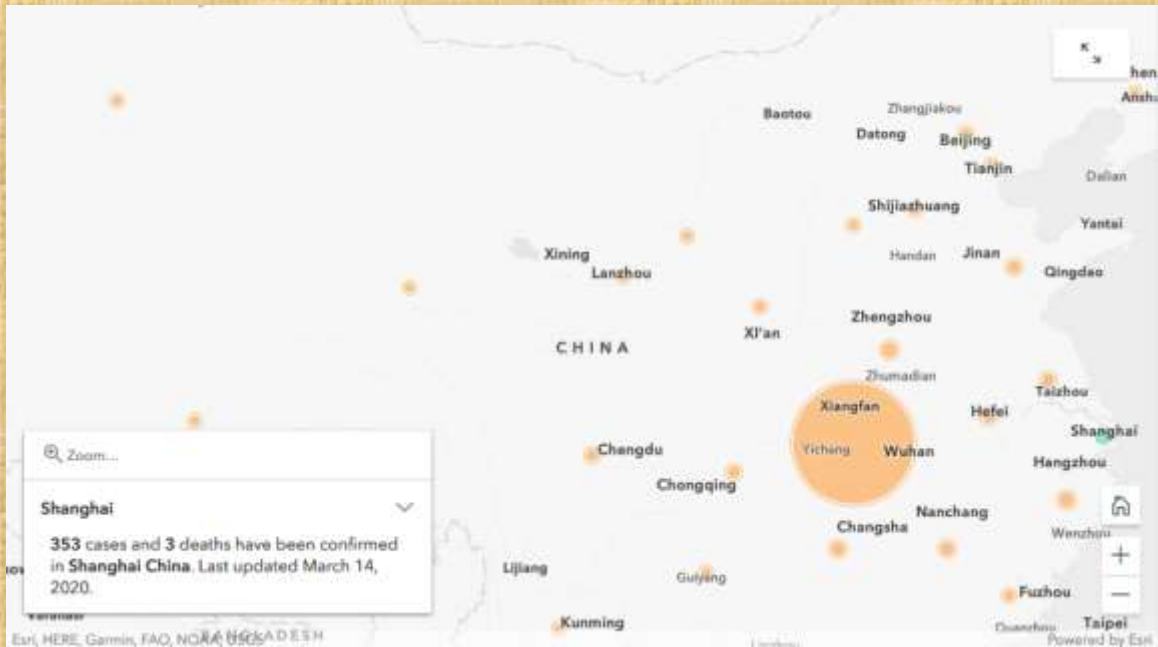 hen
Ansh
Baotou
Zhangjiakou
Datong
Beijing
Tianjin
Dalian
Shijiazhuang
Yantai
Xining
Handan
Jinan
Lanzhou
Qingdao
Zhengzhou
XI'an
CHINA
Zhumadian
Taizhou
Xiangfan
Hefei
Shanghai
Zoom...
Chengdu
Yichang
Wuhan
Hangzhou
Chongqing
Shanghai
Nanchang
Changsha
Wenzhou
353 cases and 3 deaths have been confirmed
in Shanghai China. Last updated March 14,
2020.
Lijiang
Guiyang
Fuzhou
Kunming
Taipei
BANGLADESH
Esri, HERE, Garmin, FAO, NOAA, USGS
Powered by Esri